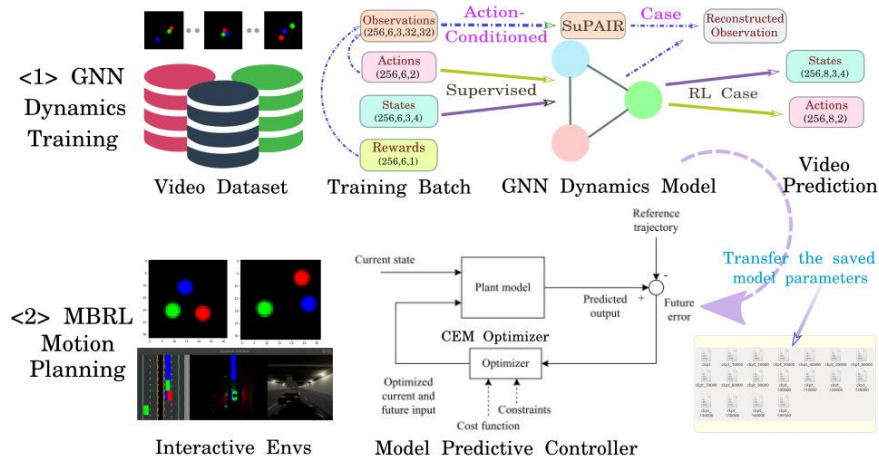 <1> GNN
Dynamics
Training
Video Dataset
Observations
(256,6,3,32,32)
Actions
(256,6,2)
States
(256,6,3,4)
Rewards
(256,6,1)
Training Batch
Action-
Conditioned
Supervised
SuPAIR
Case
Reconstructed
Observation
RL Case
States
(256,8,3,4)
Actions
(256,8,2)
GNN Dynamics Model
Video
Prediction
Transfer the saved
model parameters
<2> MBRL
Motion
Planning
Interactive Envs
Current state
Plant model
Reference
trajectory
-
+
Predicted
output
Future
error
CEM Optimizer
Optimizer
Optimized
current and
future input
Cost function
Constraints
Model Predictive Controller